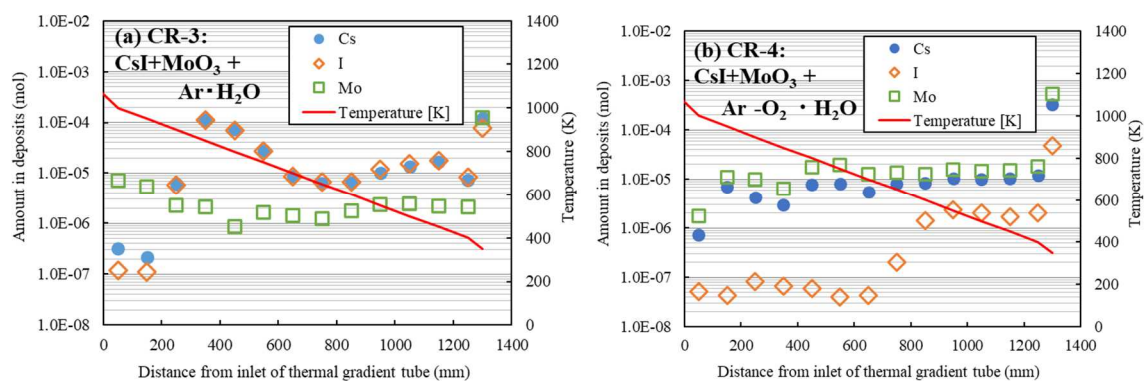 1.0E-02
1.0E-03
1.0E-04
1.0E-05
1.0E-06
1.0E-07
1.0E-08
Amount in deposits (mol)
(a) CR-3:
CsI+MoO₃ +
Ar・H₂O
Cs
I
Mo
Temperature [K]
1400
1200
1000
800
600
400
200
0
Temperature (K)
0 200 400 600 800 1000 1200 1400
Distance from inlet of thermal gradient tube (mm)
1.0E-02
1.0E-03
1.0E-04
1.0E-05
1.0E-06
1.0E-07
1.0E-08
Amount in deposits (mol)
(b) CR-4:
CsI+MoO₃ +
Ar -O₂ ・H₂O
Cs
I
Mo
Temperature [K]
1400
1200
1000
800
600
400
200
0
Temperature (K)
0 200 400 600 800 1000 1200 1400
Distance from inlet of thermal gradient tube (mm)